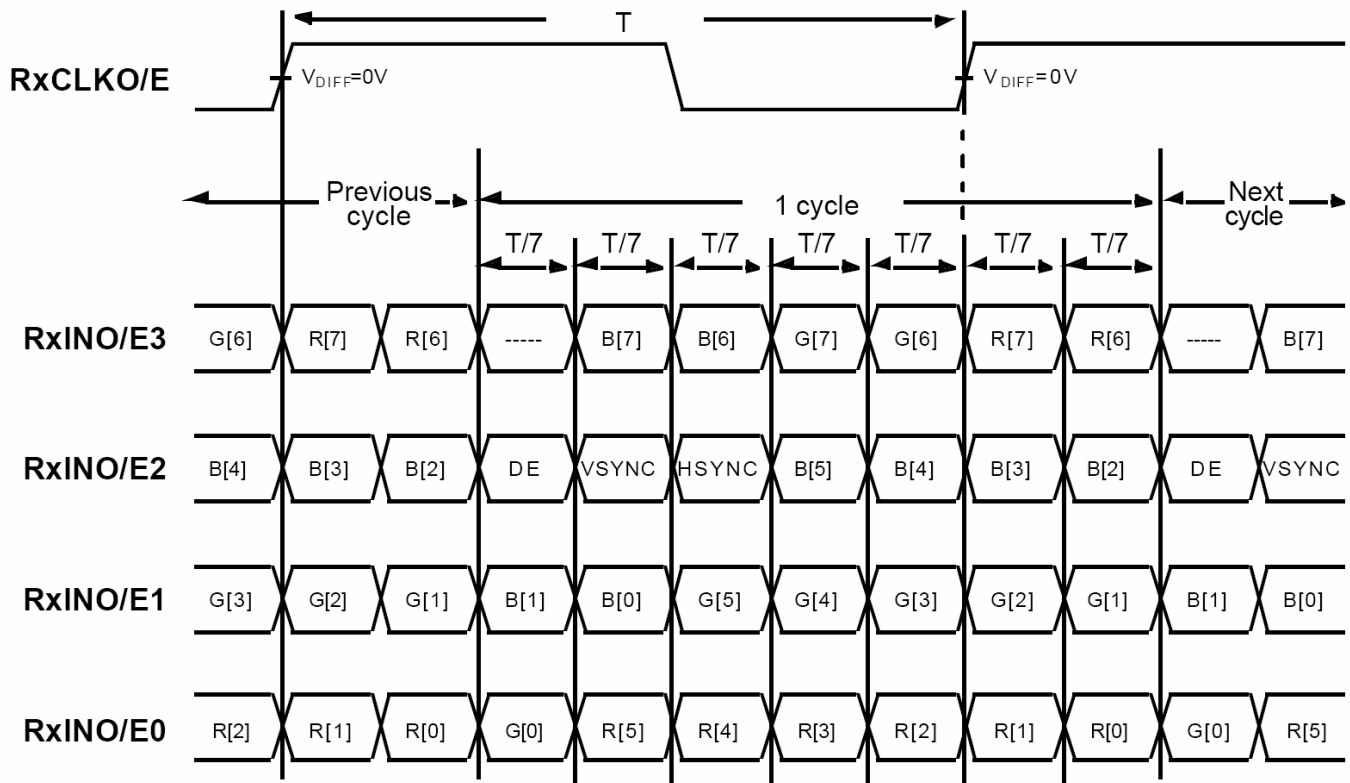 T
RxCLKO/E
VDIFF=0V
VDIFF=0V
Previous cycle
1 cycle
Next cycle
T/7 T/7 T/7 T/7 T/7 T/7 T/7
RxINO/E3 G[6] R[7] R[6] ----- B[7] B[6] G[7] G[6] R[7] R[6] ----- B[7]
RxINO/E2 B[4] B[3] B[2] DE VSYNC HSYNC B[5] B[4] B[3] B[2] DE VSYNC
RxINO/E1 G[3] G[2] G[1] B[1] B[0] G[5] G[4] G[3] G[2] G[1] B[1] B[0]
RxINO/E0 R[2] R[1] R[0] G[0] R[5] R[4] R[3] R[2] R[1] R[0] G[0] R[5]